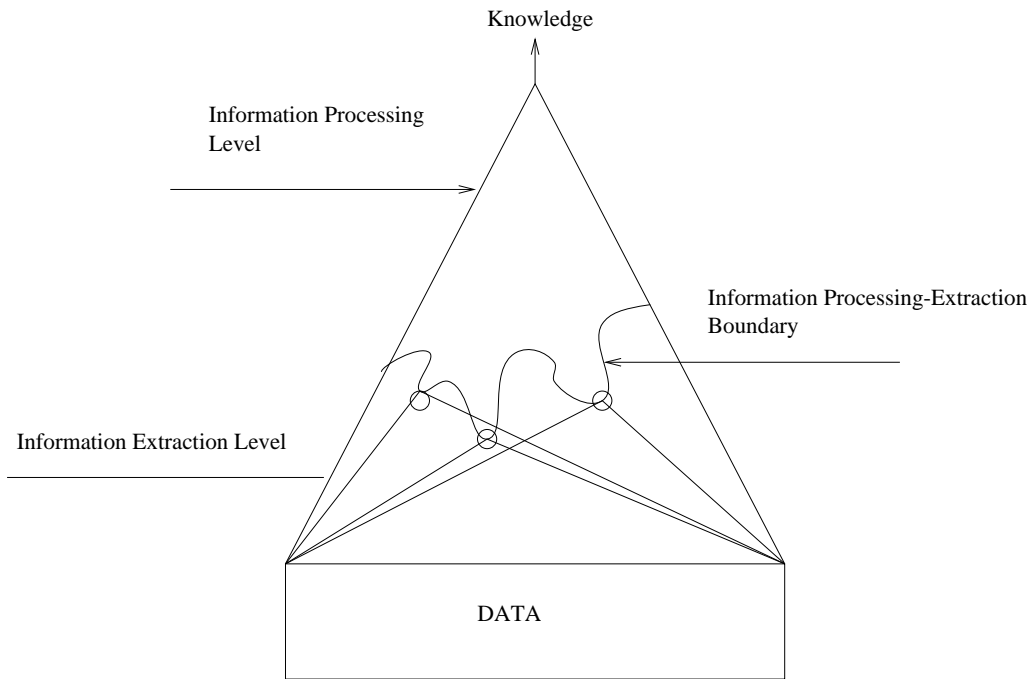 Knowledge
Information Processing
Level
Information Processing-Extraction
Boundary
Information Extraction Level
DATA